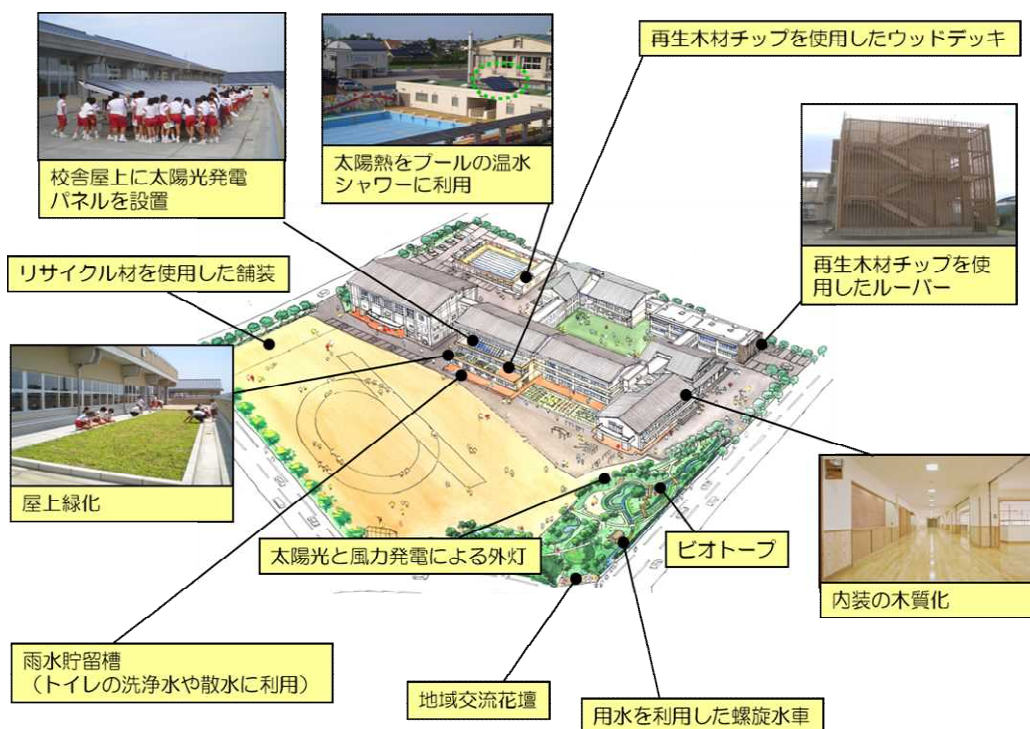 再生木材チップを使用したウッドデッキ
校舎屋上に太陽光発電
パネルを設置
太陽熱をプールの温水
シャワーに利用
リサイクル材を使用した舗装
再生木材チップを使
用したルーバー
屋上緑化
太陽光と風力発電による外灯
ビオトープ
内装の木質化
雨水貯留槽
（トイレの洗浄水や散水に利用）
地域交流花壇
用水を利用した螺旋水車